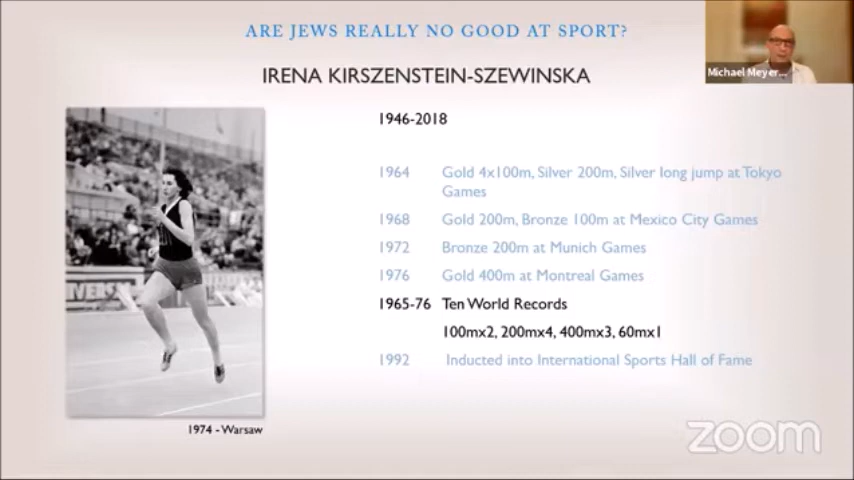 ARE JEWS REALLY NO GOOD AT SPORT?
Michael Meyer...
IRENA KIRSZENSTEIN-SZEWINSKA
1946-2018
1964 Gold 4x100m, Silver 200m, Silver long jump at Tokyo
Games
1968 Gold 200m, Bronze 100m at Mexico City Games
1972 Bronze 200m at Munich Games
1976 Gold 400m at Montreal Games
1965-76 Ten World Records
100mx2, 200mx4, 400mx3, 60mx1
1992 Inducted into International Sports Hall of Fame
1974 - Warsaw
zoom